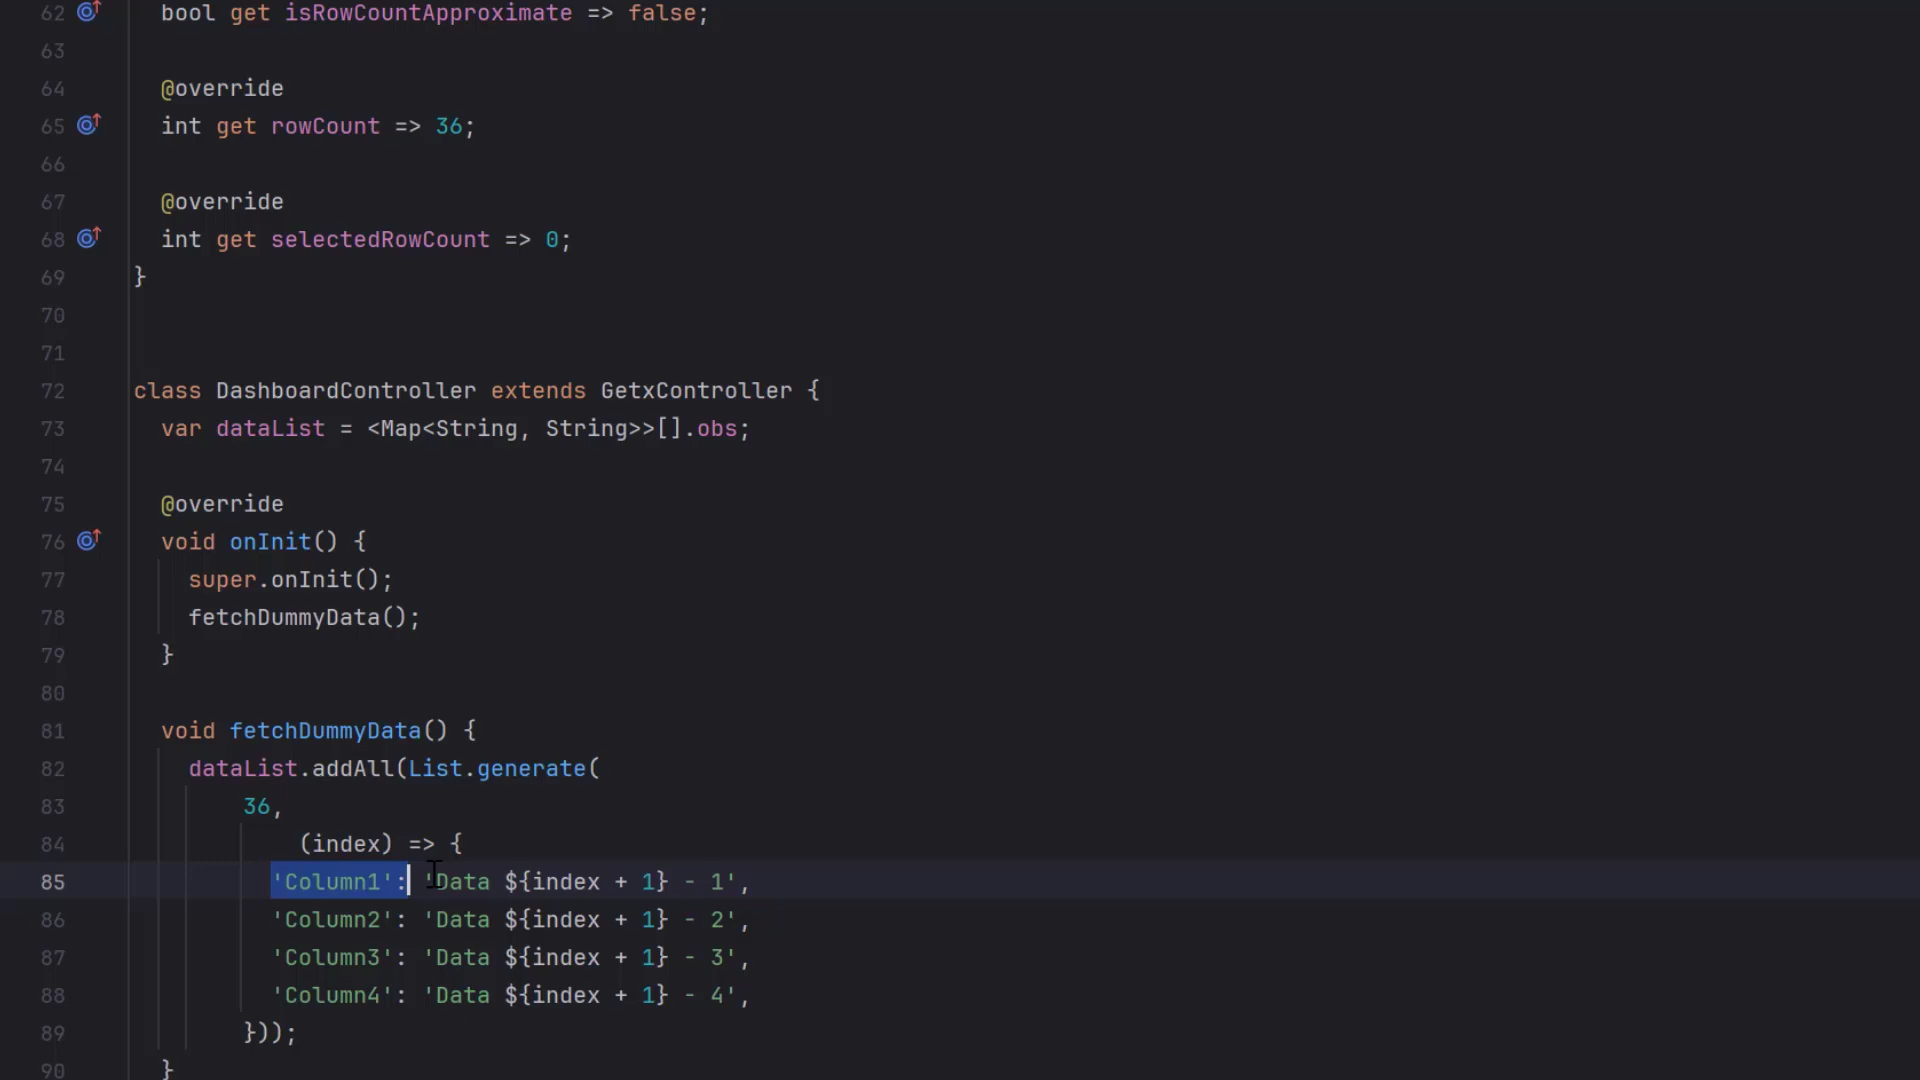 62 bool get isRowCountApproximate => false;
63
64 @override
65 int get rowCount => 36;
66
67 @override
68 int get selectedRowCount => 0;
69 }
70
71
72 class DashboardController extends GetxController {
73 var dataList = <Map<String, String>>[].obs;
74
75 @override
76 void onInit() {
77 super.onInit();
78 fetchDummyData();
79 }
80
81 void fetchDummyData() {
82 dataList.addAll(List.generate(
83 36,
84 (index) => {
85 'Column1': 'Data ${index + 1} - 1',
86 'Column2': 'Data ${index + 1} - 2',
87 'Column3': 'Data ${index + 1} - 3',
88 'Column4': 'Data ${index + 1} - 4',
89 }));
90 }